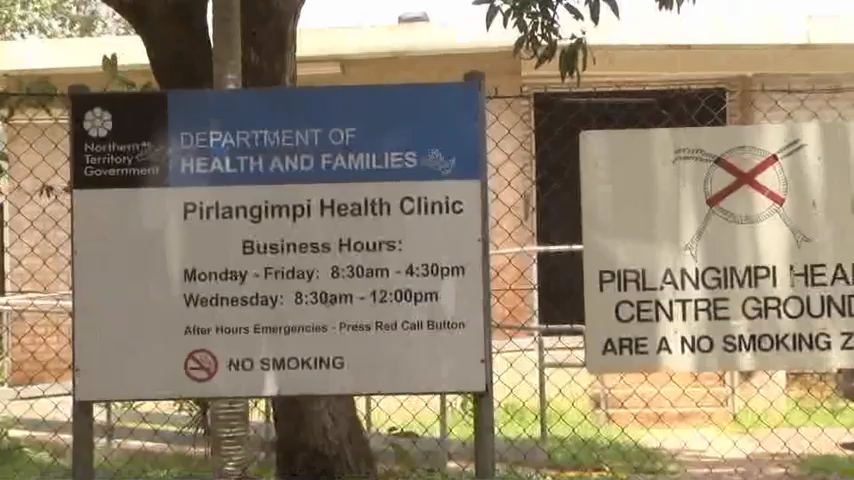 Northern
Territory
Government
DEPARTMENT OF
HEALTH AND FAMILIES
Pirlangimpi Health Clinic
Business Hours:
Monday - Friday: 8:30am - 4:30pm
Wednesday: 8:30am - 12:00pm
After Hours Emergencies - Press Red Call Button
NO SMOKING
PIRLANGIMPI HEA
CENTRE GROUND
ARE A NO SMOKING Z